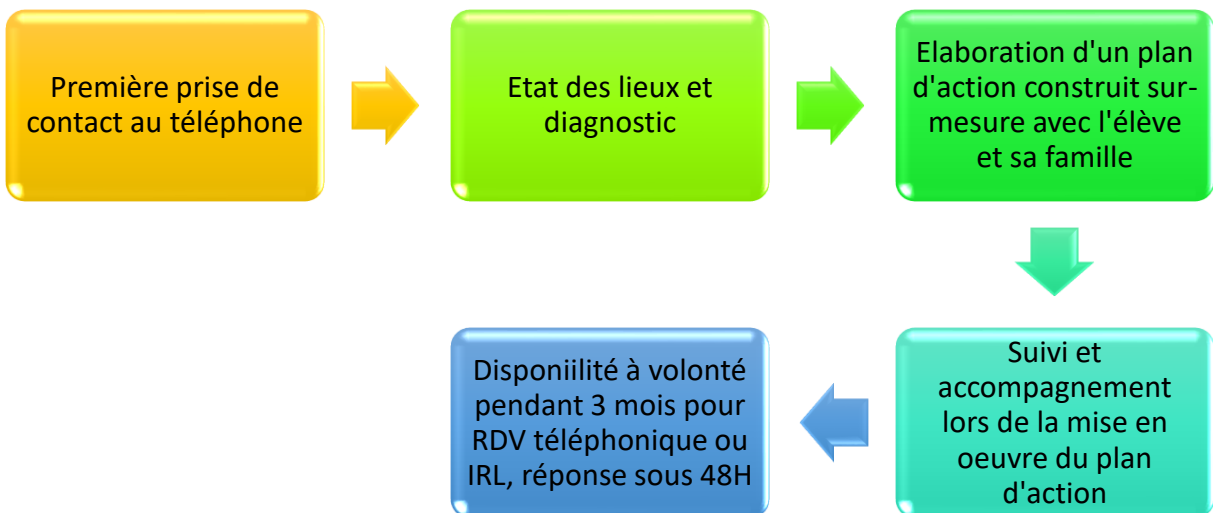 Première prise de
contact au téléphone
Etat des lieux et
diagnostic
Elaboration d'un plan
d'action construit sur-
mesure avec l'élève
et sa famille
Suivi et
accompagnement
lors de la mise en
oeuvre du plan
d'action
Disponiilité à volonté
pendant 3 mois pour
RDV téléphonique ou
IRL, réponse sous 48H